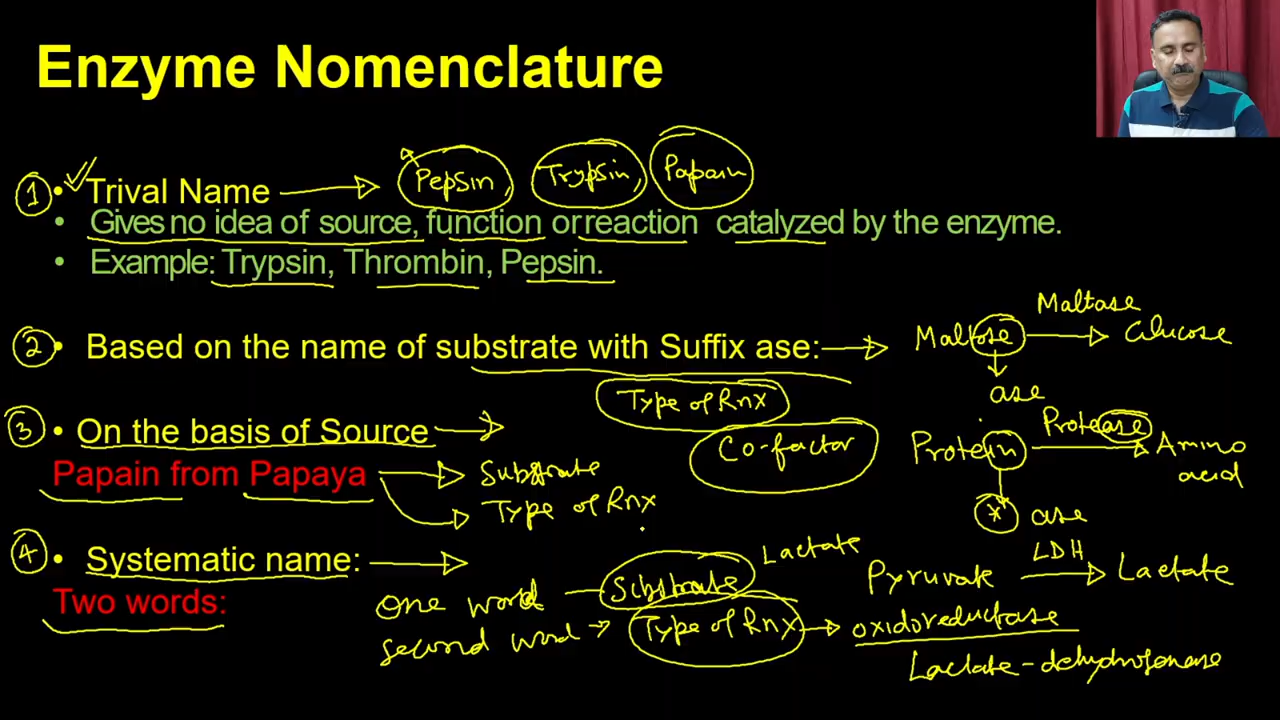 Enzyme Nomenclature
1 • Trival Name → Pepsin, Trypsin, Papain
• Gives no idea of source, function or reaction catalyzed by the enzyme.
• Example: Trypsin, Thrombin, Pepsin.
Maltase
2 • Based on the name of substrate with Suffix ase: → Maltose → Glucose
ase
Type of Rnx
3 • On the basis of Source →
Co-factor
Protein Protease → Amino acid
* ase
Papain from Papaya → Substrate
→ Type of Rnx
4 • Systematic name: →
Two words:
One word — Substrate Lactate
second word → Type of Rnx → oxidoreductase
LDH
Pyruvate → Lactate
Lactate-dehydrogenase